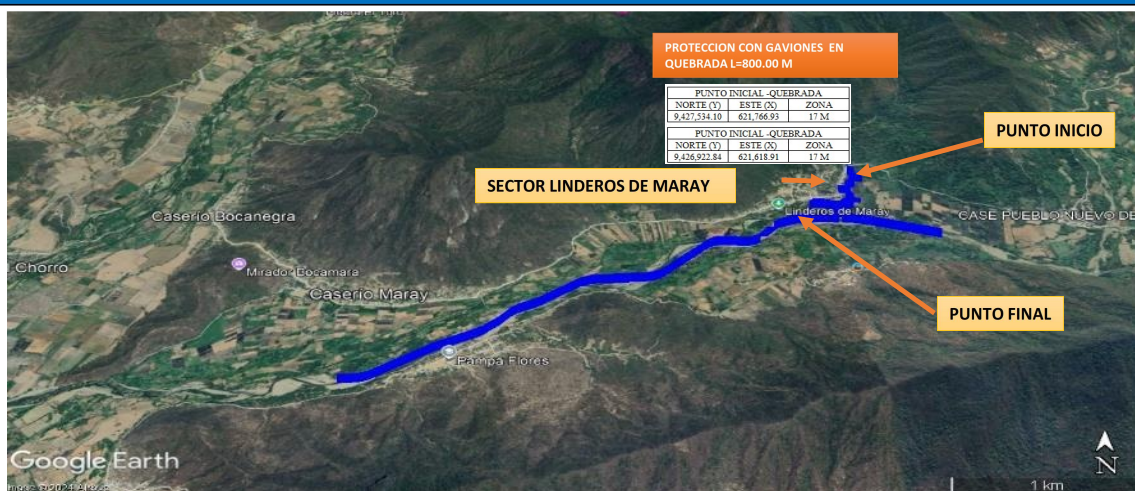 PROTECCION CON GAVIONES EN
QUEBRADA L=800.00 M
PUNTO INICIAL -QUEBRADA
NORTE (Y) ESTE (X) ZONA
9,427,534.10 621,766.93 17 M
PUNTO INICIAL -QUEBRADA
NORTE (Y) ESTE (X) ZONA
9,426,922.84 621,618.91 17 M
PUNTO INICIO
SECTOR LINDEROS DE MARAY
Linderos de Maray
CASE PUEBLO NUEVO DE
Caserio Bocanegra
Chorro
Mirador Bocamara
Caserio Maray
PUNTO FINAL
Pampa Flores
Google Earth
N
1 km